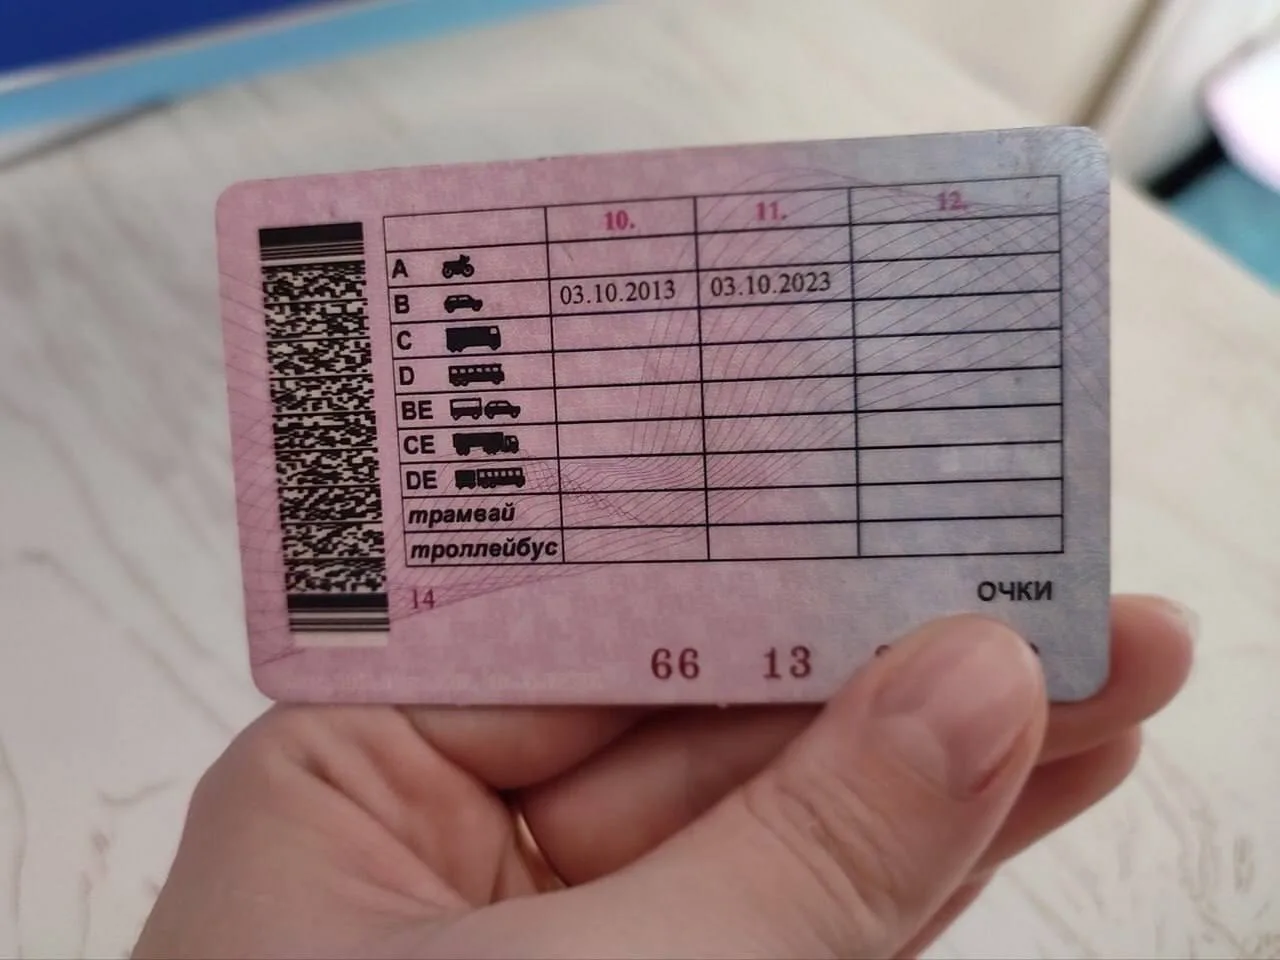 10. 11. 12.
A
B 03.10.2013 03.10.2023
C
D
BE
CE
DE
трамвай
троллейбус
14
ОЧКИ
66 13